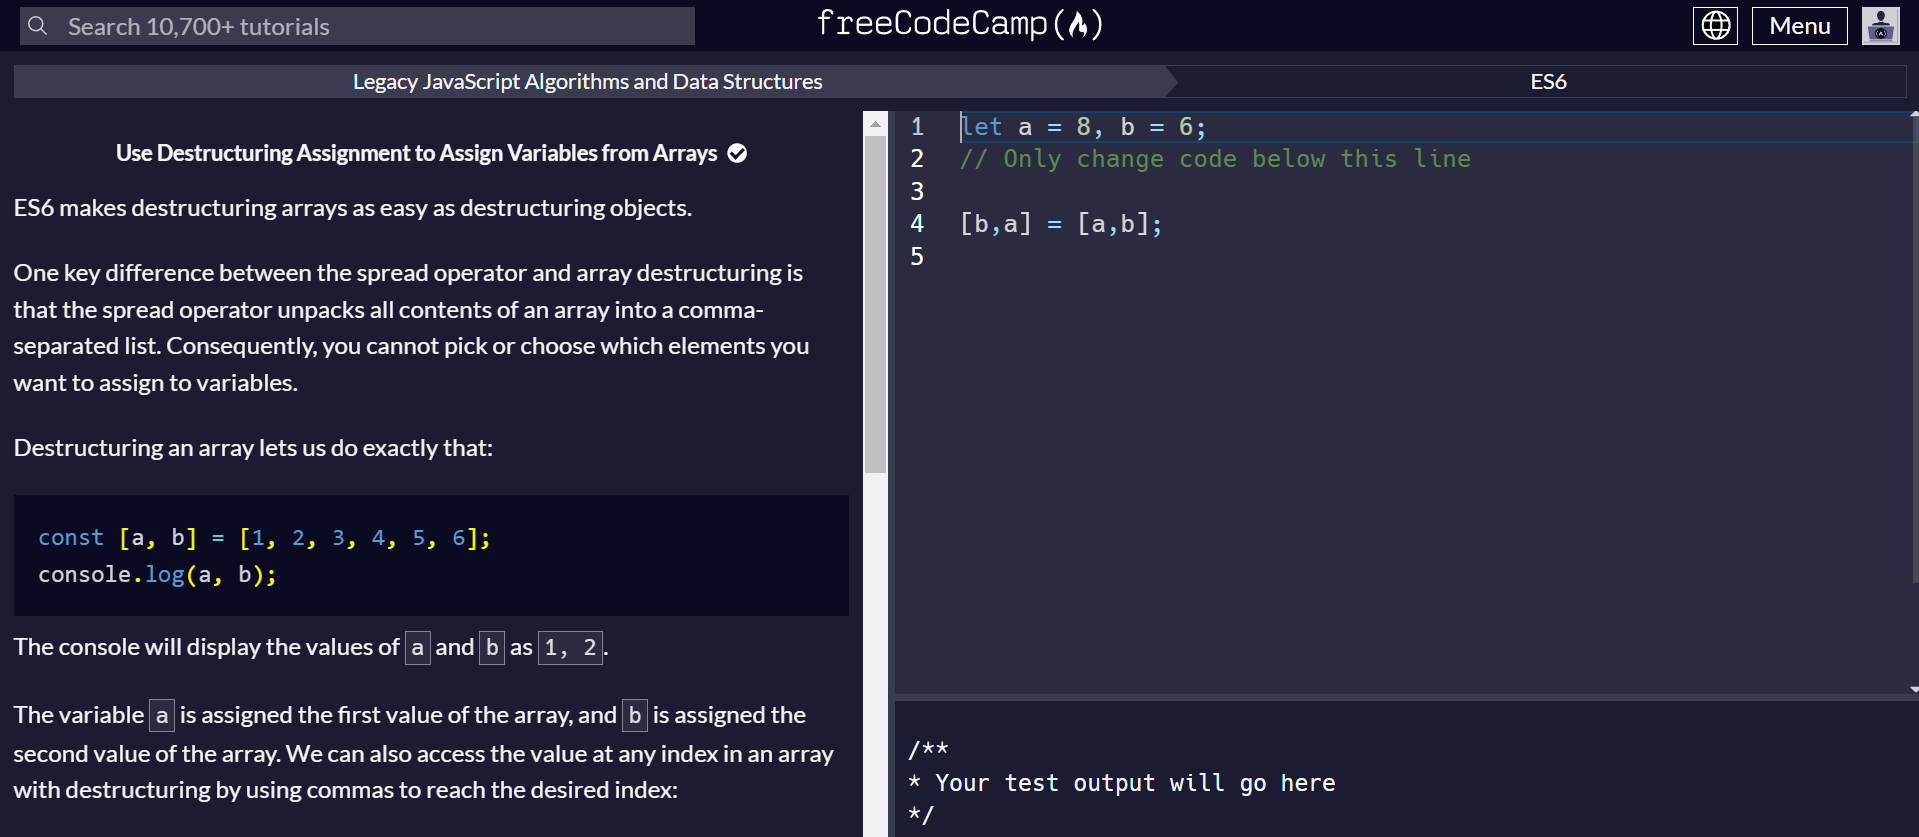 Search 10,700+ tutorials
freeCodeCamp
Menu
Legacy JavaScript Algorithms and Data Structures
ES6
Use Destructuring Assignment to Assign Variables from Arrays
ES6 makes destructuring arrays as easy as destructuring objects.
One key difference between the spread operator and array destructuring is
that the spread operator unpacks all contents of an array into a comma-
separated list. Consequently, you cannot pick or choose which elements you
want to assign to variables.
Destructuring an array lets us do exactly that:
const [a, b] = [1, 2, 3, 4, 5, 6];
console.log(a, b);
The console will display the values of a and b as 1, 2.
The variable a is assigned the first value of the array, and b is assigned the
second value of the array. We can also access the value at any index in an array
with destructuring by using commas to reach the desired index:
1 let a = 8, b = 6;
2 // Only change code below this line
3
4 [b,a] = [a,b];
5
/**
* Your test output will go here
*/